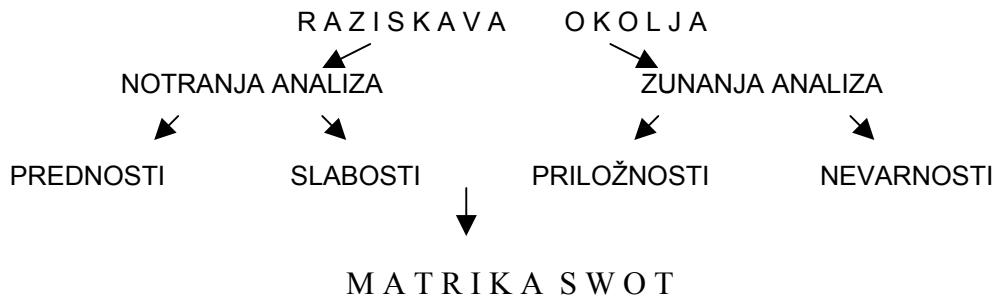 R A Z I S K A V A O K O L J A
NOTRANJA ANALIZA ZUNANJA ANALIZA
PREDNOSTI SLABOSTI PRILOŽNOSTI NEVARNOSTI
M A T R I K A S W O T